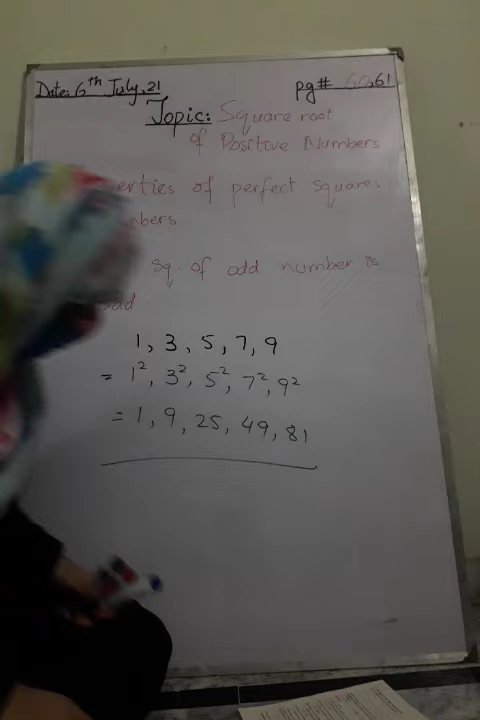 Date: 6th July, 21
pg# 60,61
Topic: Square root
of Positive Numbers
erties of perfect squares
mbers
sq. of odd number is
odd
1, 3, 5, 7, 9
= 1², 3², 5², 7², 9²
= 1, 9, 25, 49, 81